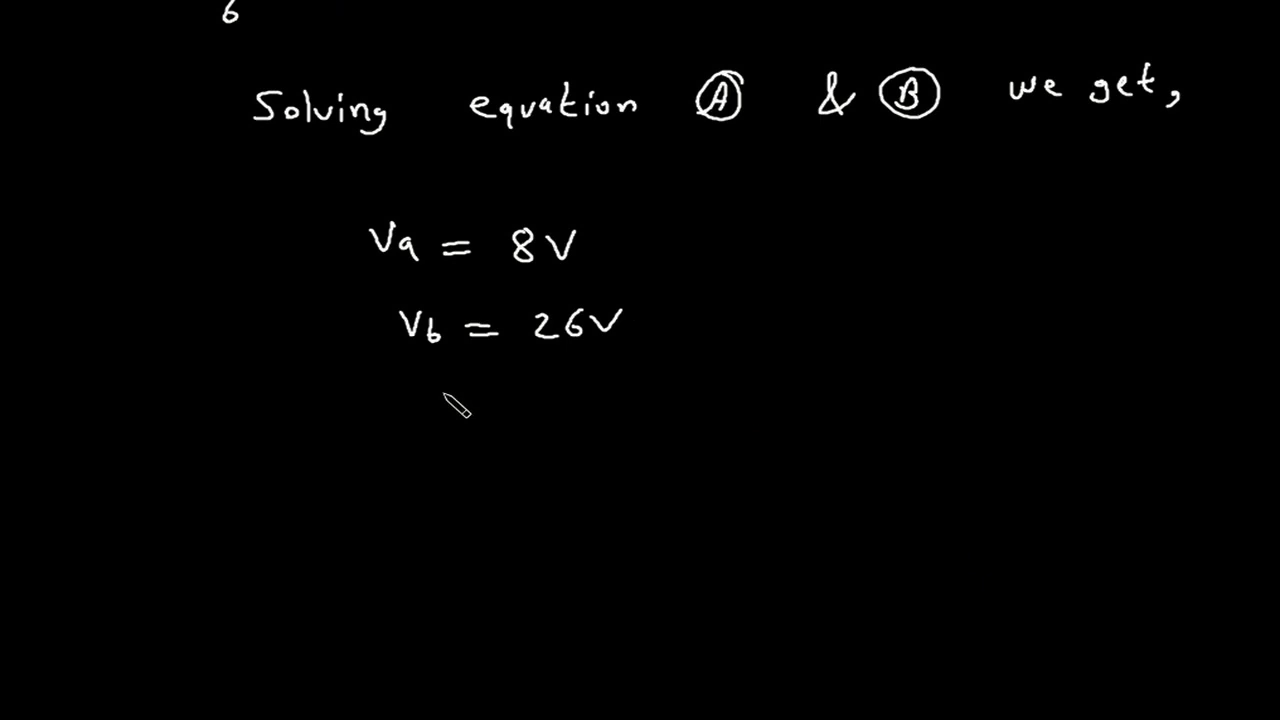 6
Solving equation A & B we get,
Va = 8V
Vb = 26V